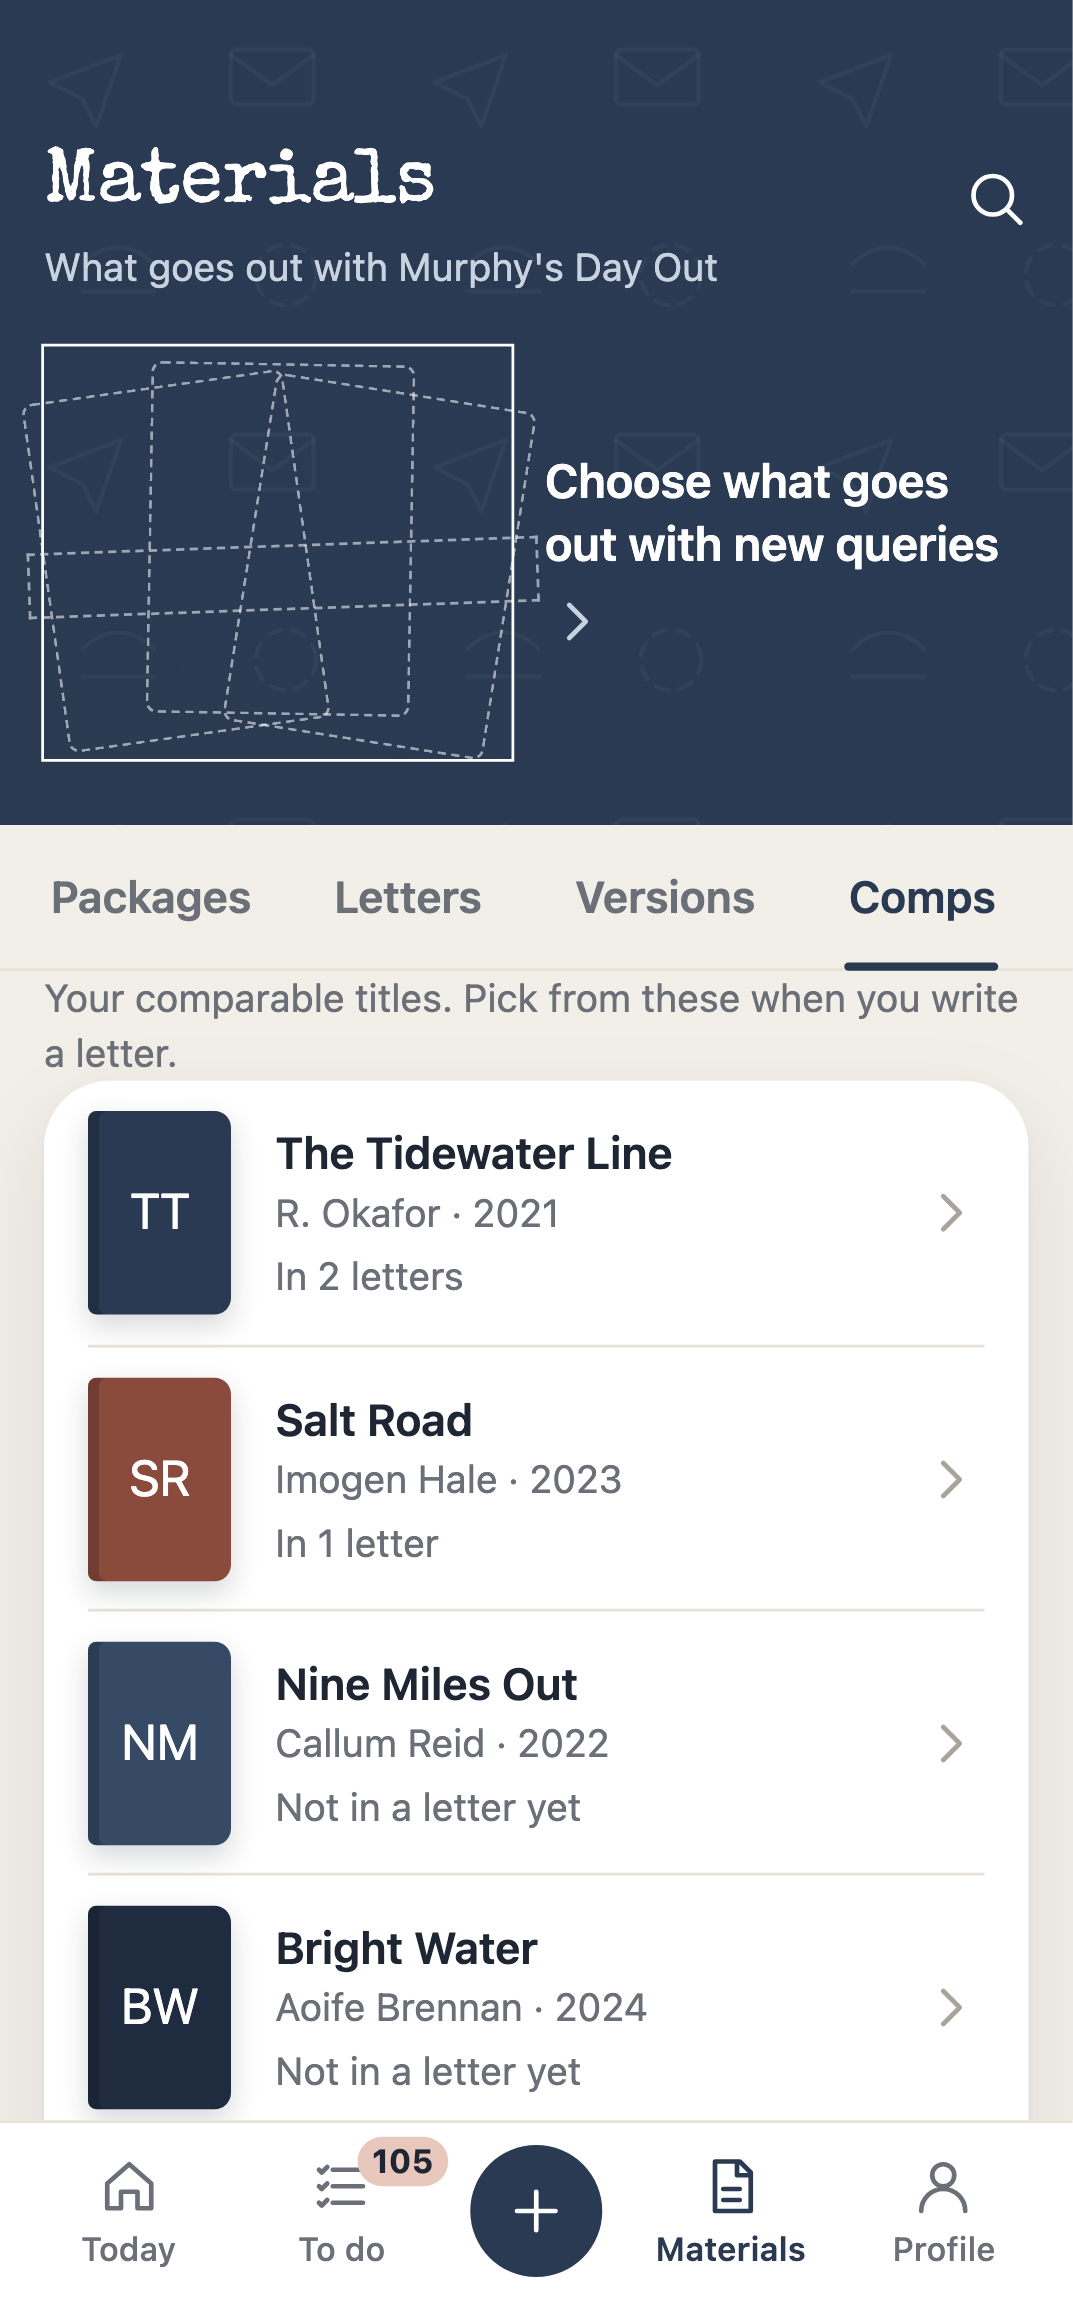 Materials
What goes out with Murphy's Day Out
Choose what goes
out with new queries
Packages Letters Versions Comps
Your comparable titles. Pick from these when you write
a letter.
TT
The Tidewater Line
R. Okafor · 2021
In 2 letters
SR
Salt Road
Imogen Hale · 2023
In 1 letter
NM
Nine Miles Out
Callum Reid · 2022
Not in a letter yet
BW
Bright Water
Aoife Brennan · 2024
Not in a letter yet
105
Today To do Materials Profile